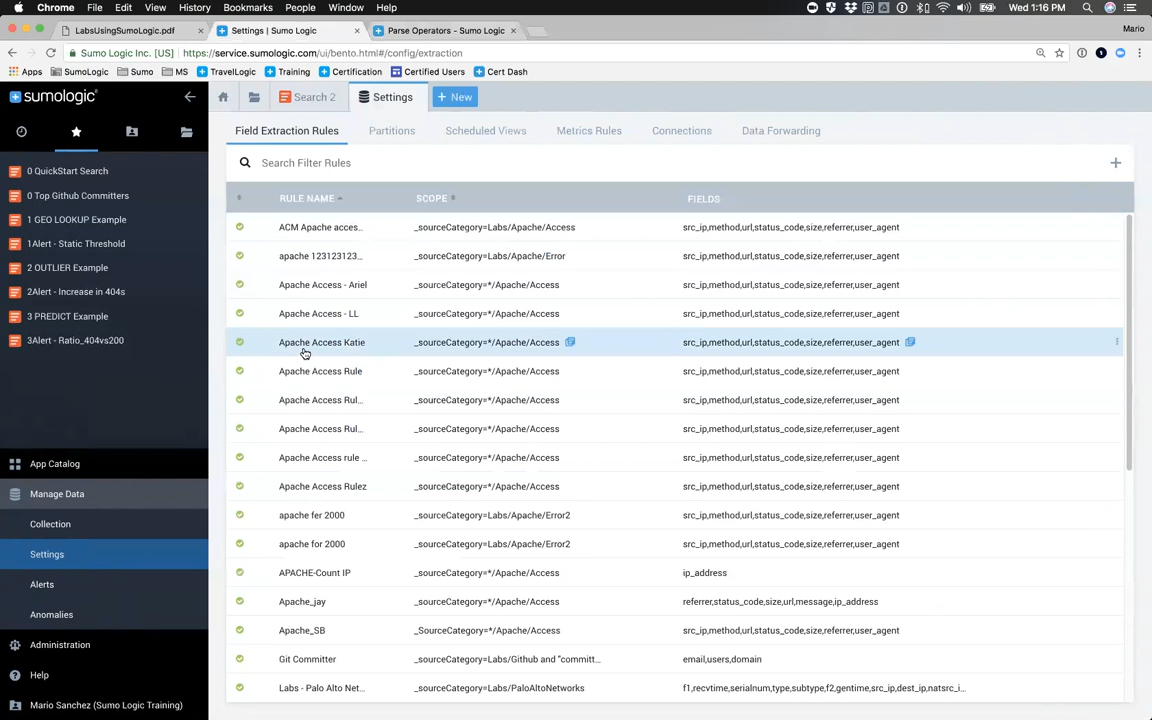 Chrome File Edit View History Bookmarks People Window Help Wed 1:16 PM
LabsUsingSumoLogic.pdf × Settings | Sumo Logic × Parse Operators - Sumo Logic × Mario
Sumo Logic Inc. [US] https://service.sumologic.com/ui/bento.html#/config/extraction
Apps SumoLogic Sumo MS TravelLogic Training Certification Certified Users Cert Dash
sumologic
Search 2 Settings + New
Field Extraction Rules Partitions Scheduled Views Metrics Rules Connections Data Forwarding
Search Filter Rules
RULE NAME SCOPE FIELDS
0 QuickStart Search
0 Top Github Committers
1 GEO LOOKUP Example
1Alert - Static Threshold
2 OUTLIER Example
2Alert - Increase in 404s
3 PREDICT Example
3Alert - Ratio_404vs200
App Catalog
Manage Data
Collection
Settings
Alerts
Anomalies
Administration
Help
Mario Sanchez (Sumo Logic Training)
ACM Apache acces... _sourceCategory=Labs/Apache/Access src_ip,method,url,status_code,size,referrer,user_agent
apache 123123123... _sourceCategory=Labs/Apache/Error src_ip,method,url,status_code,size,referrer,user_agent
Apache Access - Ariel _sourceCategory=*/Apache/Access src_ip,method,url,status_code,size,referrer,user_agent
Apache Access - LL _sourceCategory=*/Apache/Access src_ip,method,url,status_code,size,referrer,user_agent
Apache Access Katie _sourceCategory=*/Apache/Access src_ip,method,url,status_code,size,referrer,user_agent
Apache Access Rule _sourceCategory=*/Apache/Access src_ip,method,url,status_code,size,referrer,user_agent
Apache Access Rul... _sourceCategory=*/Apache/Access src_ip,method,url,status_code,size,referrer,user_agent
Apache Access Rul... _sourceCategory=*/Apache/Access src_ip,method,url,status_code,size,referrer,user_agent
Apache Access rule ... _sourceCategory=*/Apache/Access src_ip,method,url,status_code,size,referrer,user_agent
Apache Access Rulez _sourceCategory=*/Apache/Access src_ip,method,url,status_code,size,referrer,user_agent
apache fer 2000 _sourceCategory=Labs/Apache/Error2 src_ip,method,url,status_code,size,referrer,user_agent
apache for 2000 _sourceCategory=Labs/Apache/Error2 src_ip,method,url,status_code,size,referrer,user_agent
APACHE-Count IP _sourceCategory=*/Apache/Access ip_address
Apache_jay _sourceCategory=*/Apache/Access referrer,status_code,size,url,message,ip_address
Apache_SB _SourceCategory=*/Apache/Access src_ip,method,url,status_code,size,referrer,user_agent
Git Committer _sourceCategory=Labs/Github and "committ... email,users,domain
Labs - Palo Alto Net... _sourceCategory=Labs/PaloAltoNetworks f1,recvtime,serialnum,type,subtype,f2,gentime,src_ip,dest_ip,natsrc_i...